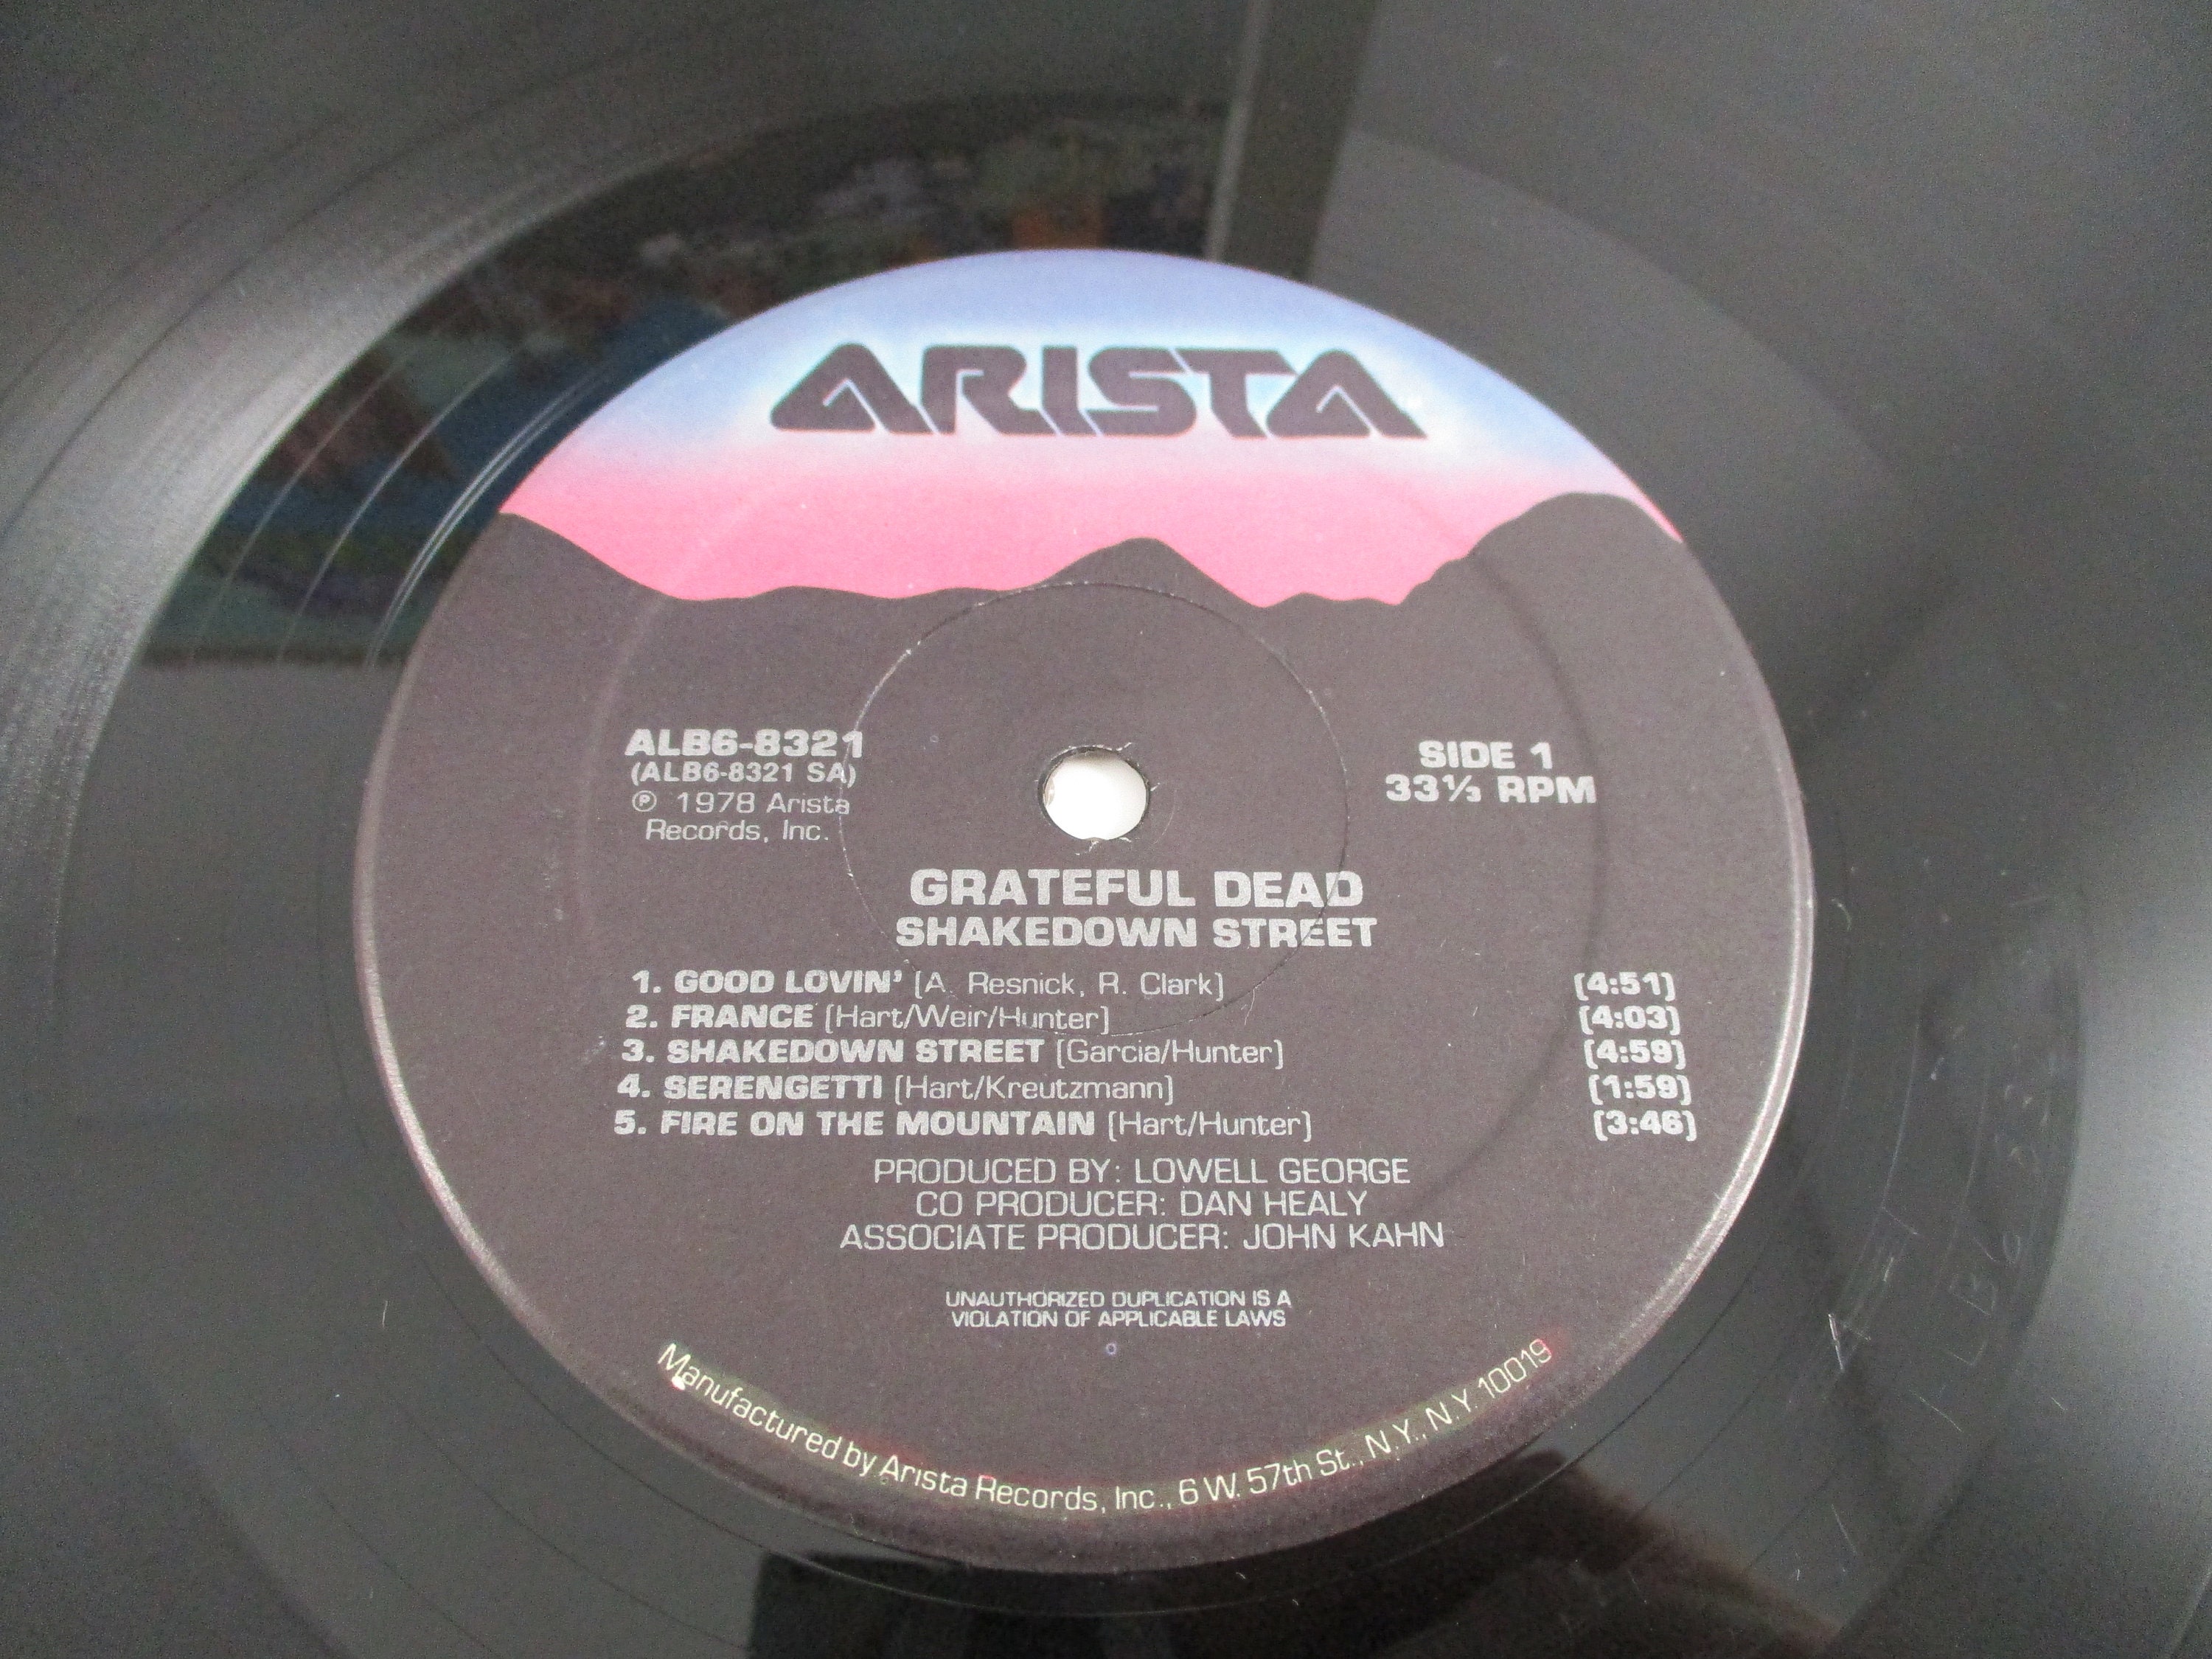 ARISTA
ALB6-8321
(ALB6-8321 SA)
℗ 1978 Arista
Records, Inc.
SIDE 1
33⅓ RPM
GRATEFUL DEAD
SHAKEDOWN STREET
1. GOOD LOVIN' [A. Resnick, R. Clark] [4:51]
2. FRANCE [Hart/Weir/Hunter] [4:03]
3. SHAKEDOWN STREET [Garcia/Hunter] [4:59]
4. SERENGETTI [Hart/Kreutzmann] [1:59]
5. FIRE ON THE MOUNTAIN [Hart/Hunter] [3:46]
PRODUCED BY: LOWELL GEORGE
CO PRODUCER: DAN HEALY
ASSOCIATE PRODUCER: JOHN KAHN
UNAUTHORIZED DUPLICATION IS A
VIOLATION OF APPLICABLE LAWS
Manufactured by Arista Records, Inc., 6 W. 57th St., N.Y., N.Y. 10019